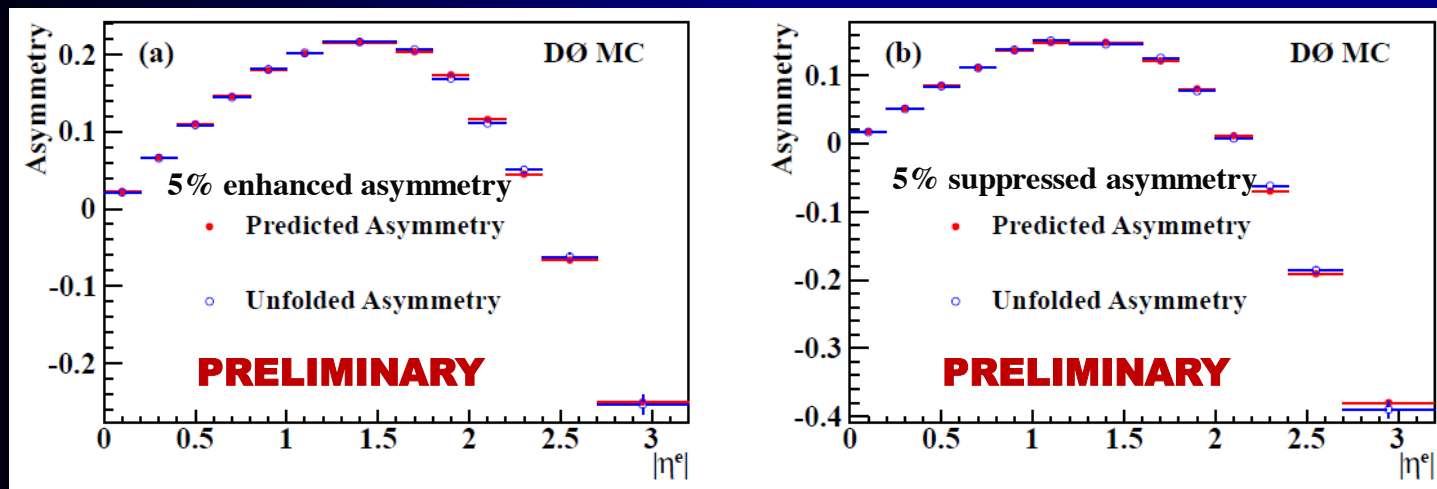 (a)
DØ MC
Asymmetry
0.2
0.1
0
-0.1
-0.2
5% enhanced asymmetry
Predicted Asymmetry
Unfolded Asymmetry
PRELIMINARY
0 0.5 1 1.5 2 2.5 3
|ηᵉ|
(b)
DØ MC
Asymmetry
0.1
0
-0.1
-0.2
-0.3
-0.4
5% suppressed asymmetry
Predicted Asymmetry
Unfolded Asymmetry
PRELIMINARY
0 0.5 1 1.5 2 2.5 3
|ηᵉ|